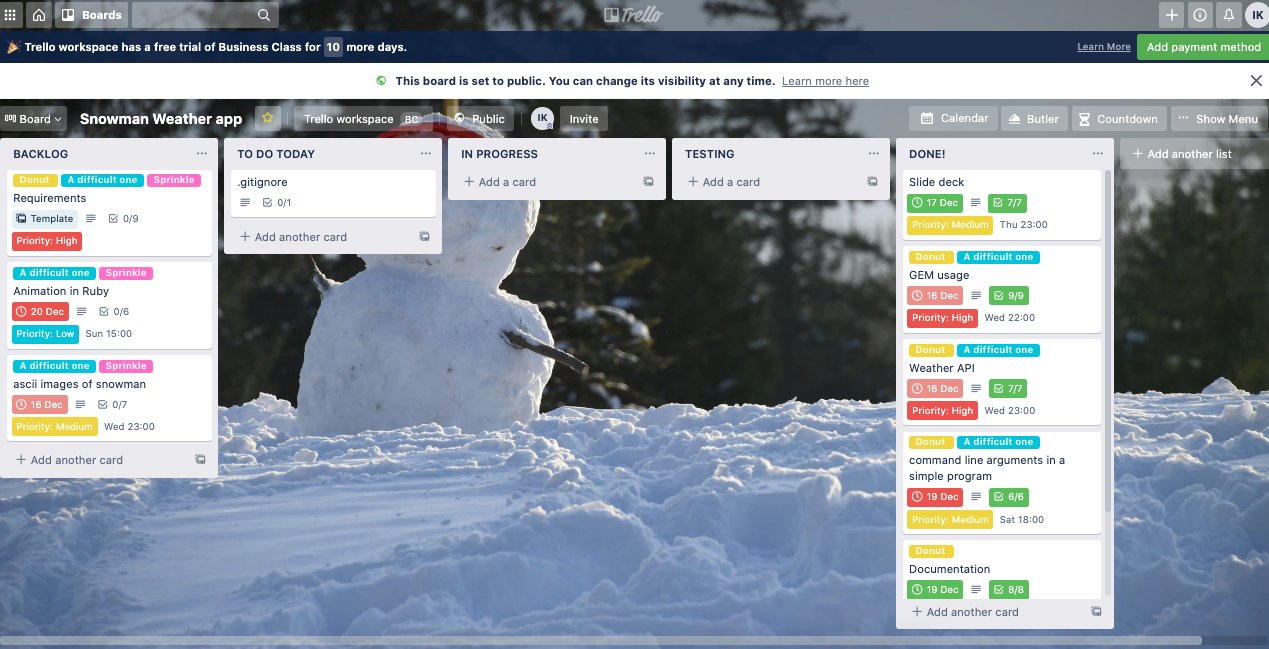 Boards
Trello
IK
Trello workspace has a free trial of Business Class for 10 more days.
Learn More
Add payment method
This board is set to public. You can change its visibility at any time. Learn more here
Board
Snowman Weather app
Trello workspace BC
Public
IK
Invite
Calendar
Butler
Countdown
Show Menu
BACKLOG
Donut A difficult one Sprinkle
Requirements
Template 0/9
Priority: High
A difficult one Sprinkle
Animation in Ruby
20 Dec 0/6
Priority: Low Sun 15:00
A difficult one Sprinkle
ascii images of snowman
16 Dec 0/7
Priority: Medium Wed 23:00
+ Add another card
TO DO TODAY
.gitignore
0/1
+ Add another card
IN PROGRESS
+ Add a card
TESTING
+ Add a card
DONE!
Slide deck
17 Dec 7/7
Priority: Medium Thu 23:00
Donut A difficult one
GEM usage
16 Dec 9/9
Priority: High Wed 22:00
Donut A difficult one
Weather API
16 Dec 7/7
Priority: High Wed 23:00
Donut A difficult one
command line arguments in a
simple program
19 Dec 6/6
Priority: Medium Sat 18:00
Donut
Documentation
19 Dec 8/8
+ Add another card
+ Add another list